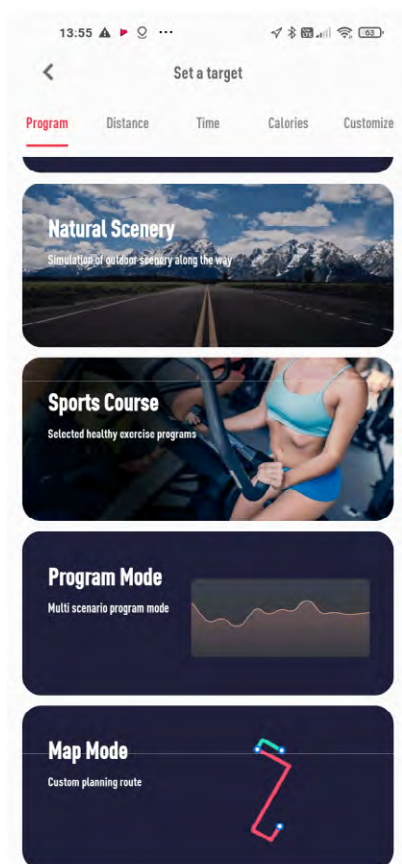 13:55
63
Set a target
Program Distance Time Calories Customize
Natural Scenery
Simulation of outdoor scenery along the way
Sports Course
Selected healthy exercise programs
Program Mode
Multi scenario program mode
Map Mode
Custom planning route